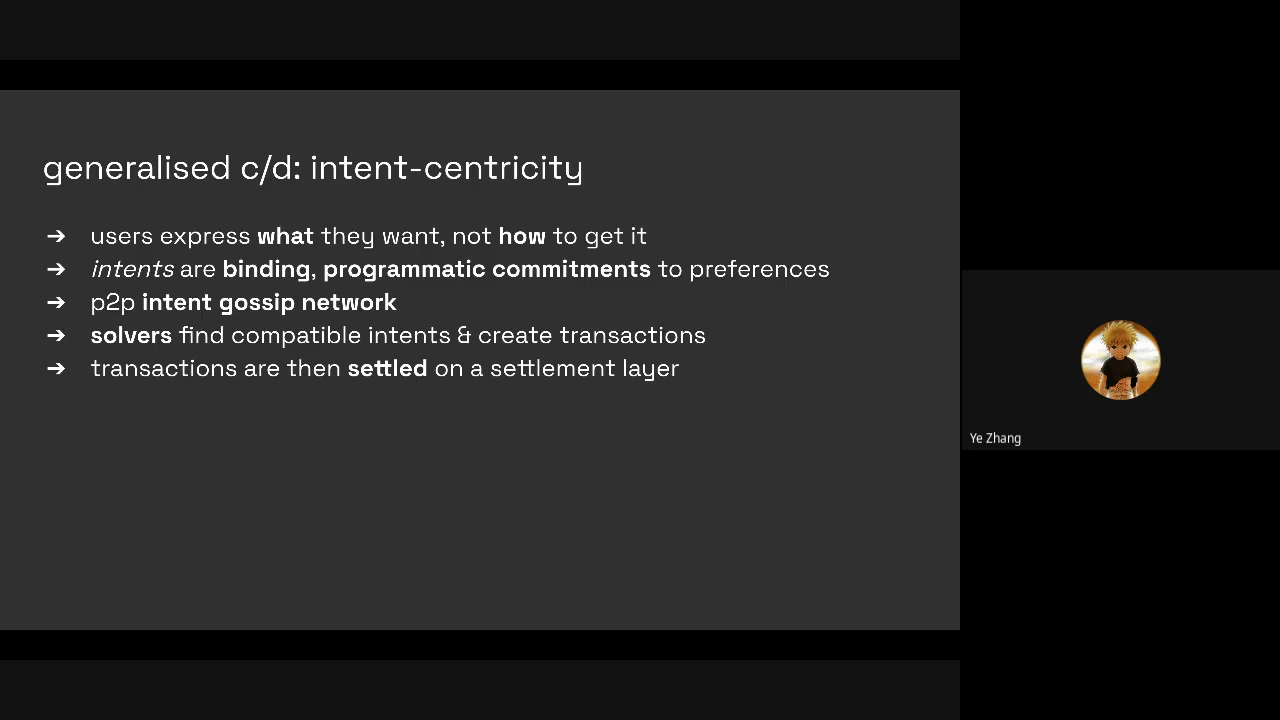 generalised c/d: intent-centricity
➔ users express what they want, not how to get it
➔ intents are binding, programmatic commitments to preferences
➔ p2p intent gossip network
➔ solvers find compatible intents & create transactions
➔ transactions are then settled on a settlement layer
Ye Zhang